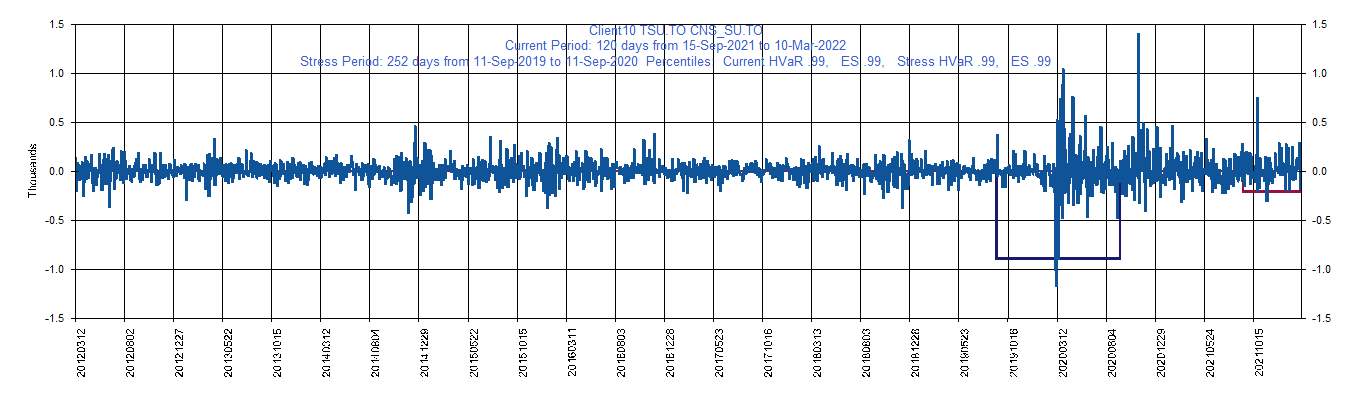 Client10 TSU.TO CNS_SU.TO
Current Period: 120 days from 15-Sep-2021 to 10-Mar-2022
Stress Period: 252 days from 11-Sep-2019 to 11-Sep-2020 Percentiles: Current HVaR .99, ES .99, Stress HVaR .99, ES .99
1.5 1.5
1.0 1.0
0.5 0.5
0.0 0.0
-0.5 -0.5
-1.0 -1.0
-1.5 -1.5
Thousands
20120312 20120802 20121227 20130522 20131015 20140312 20140804 20141229 20150522 20151015 20160311 20160803 20161228 20170523 20171016 20180313 20180803 20181228 20190523 20191016 20200312 20200804 20201229 20210524 20211015